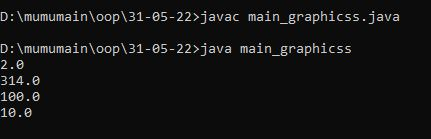 D:\mumumain\oop\31-05-22>javac main_graphicss.java
D:\mumumain\oop\31-05-22>java main_graphicss
2.0
314.0
100.0
10.0